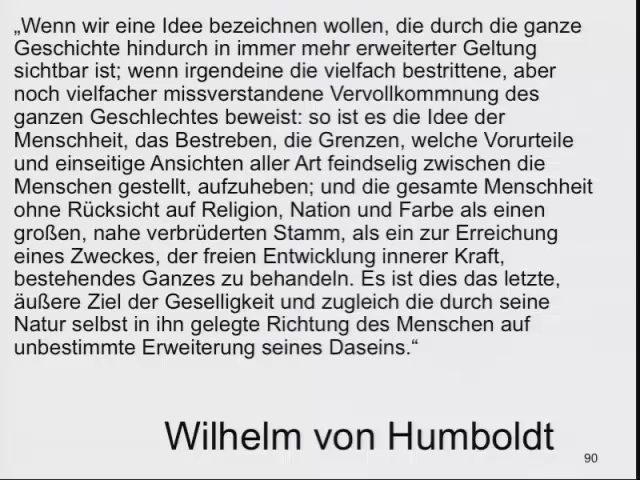 „Wenn wir eine Idee bezeichnen wollen, die durch die ganze
Geschichte hindurch in immer mehr erweiterter Geltung
sichtbar ist; wenn irgendeine die vielfach bestrittene, aber
noch vielfacher missverstandene Vervollkommnung des
ganzen Geschlechtes beweist: so ist es die Idee der
Menschheit, das Bestreben, die Grenzen, welche Vorurteile
und einseitige Ansichten aller Art feindselig zwischen die
Menschen gestellt, aufzuheben; und die gesamte Menschheit
ohne Rücksicht auf Religion, Nation und Farbe als einen
großen, nahe verbrüderten Stamm, als ein zur Erreichung
eines Zweckes, der freien Entwicklung innerer Kraft,
bestehendes Ganzes zu behandeln. Es ist dies das letzte,
äußere Ziel der Geselligkeit und zugleich die durch seine
Natur selbst in ihn gelegte Richtung des Menschen auf
unbestimmte Erweiterung seines Daseins.“
Wilhelm von Humboldt
90